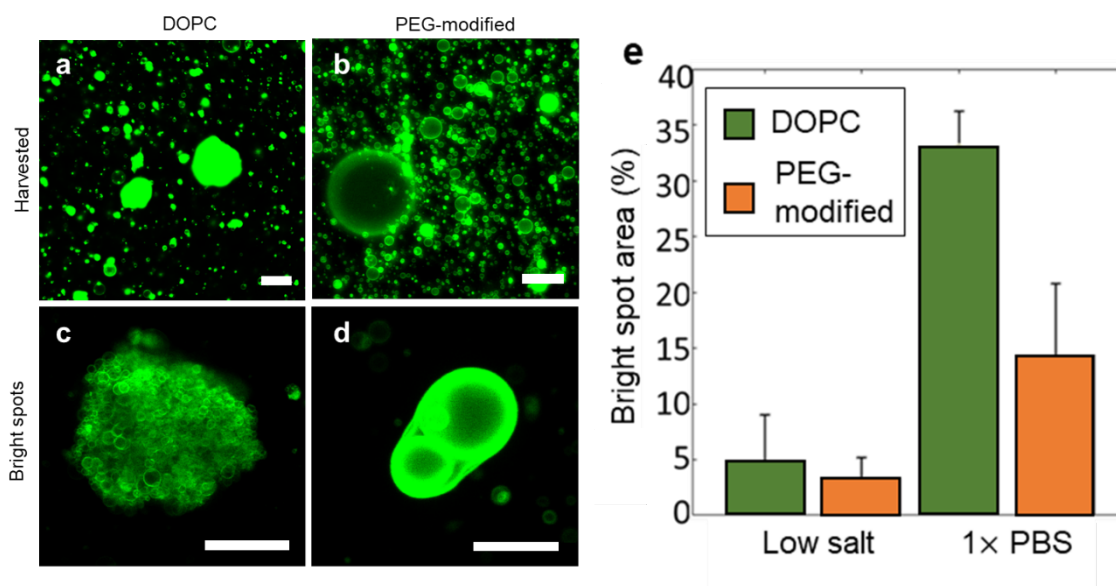 DOPC
PEG-modified
Harvested
Bright spots
a
b
c
d
e
Bright spot area (%)
40
35
30
25
20
15
10
5
0
DOPC
PEG-
modified
Low salt
1× PBS